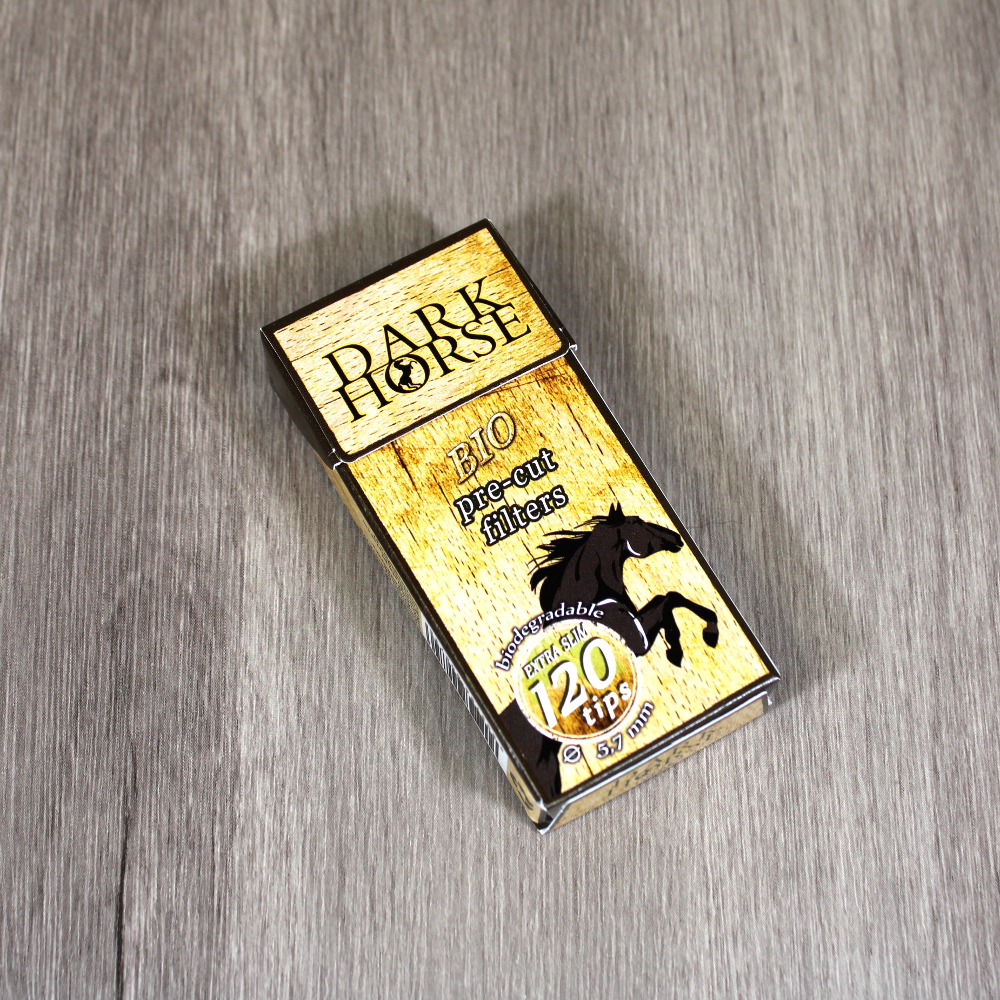 DARK
HORSE
BIO
pre-cut
filters
biodegradable
EXTRA SLIM
120
tips
Ø 5,7 mm